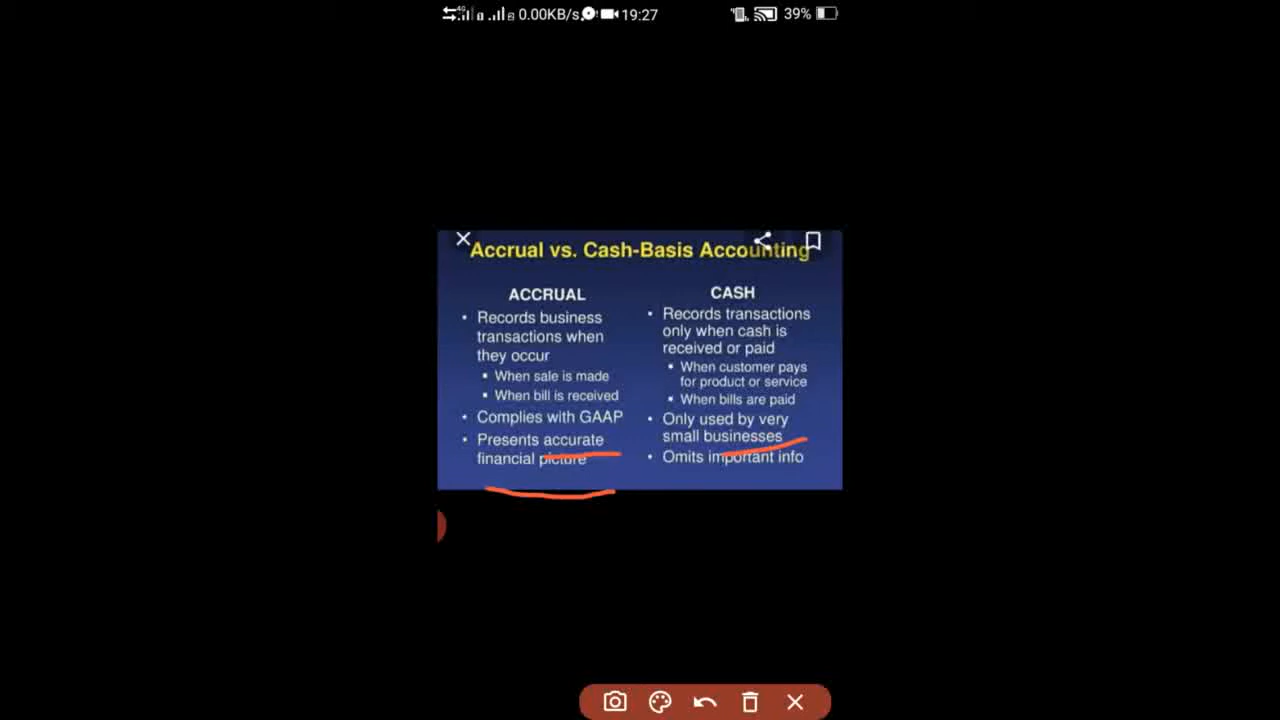 4G 0.00KB/s 19:27 39%
Accrual vs. Cash-Basis Accounting
ACCRUAL
• Records business
transactions when
they occur
▪ When sale is made
▪ When bill is received
• Complies with GAAP
• Presents accurate
financial picture
CASH
• Records transactions
only when cash is
received or paid
▪ When customer pays
for product or service
▪ When bills are paid
• Only used by very
small businesses
• Omits important info